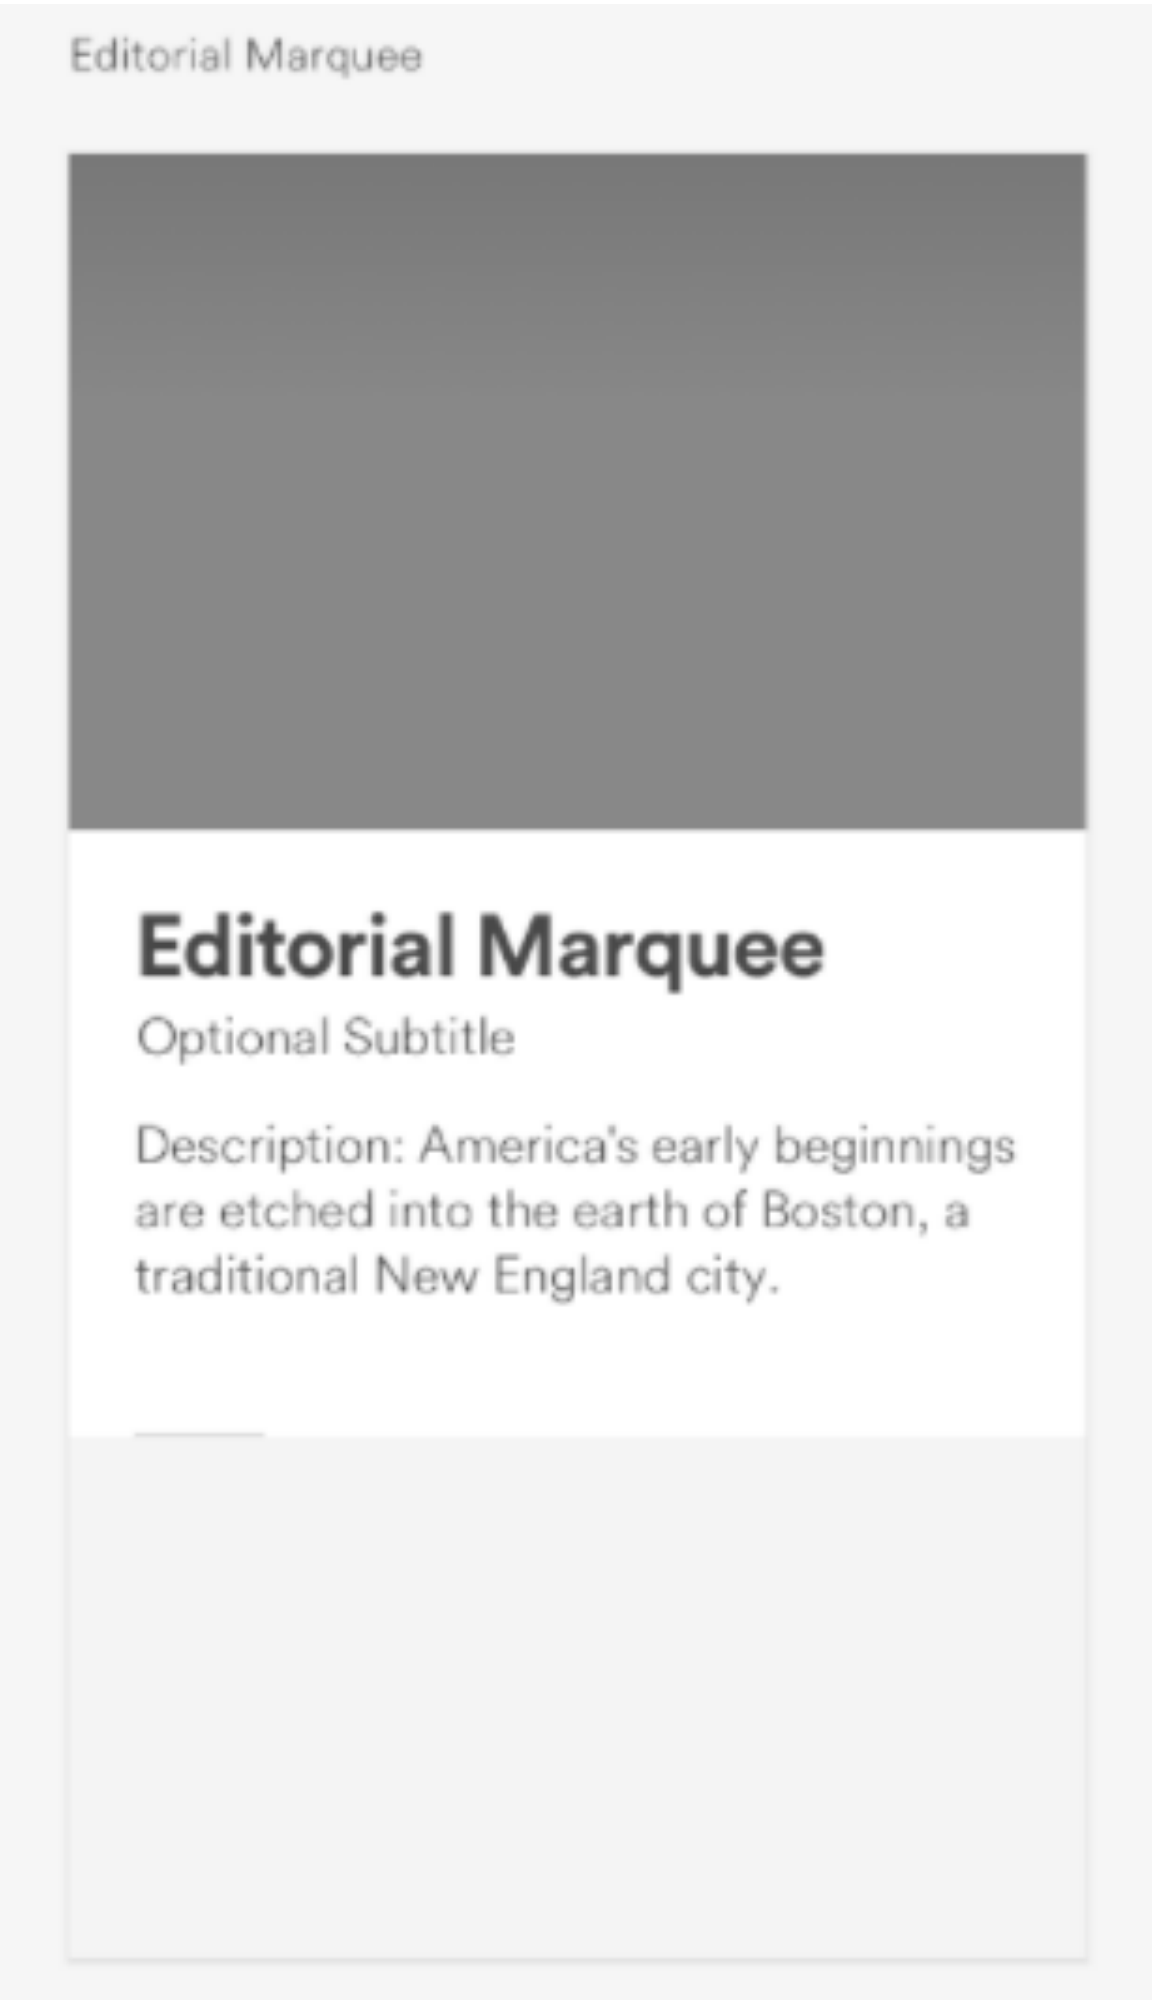 Editorial Marquee
Editorial Marquee
Optional Subtitle
Description: America's early beginnings
are etched into the earth of Boston, a
traditional New England city.